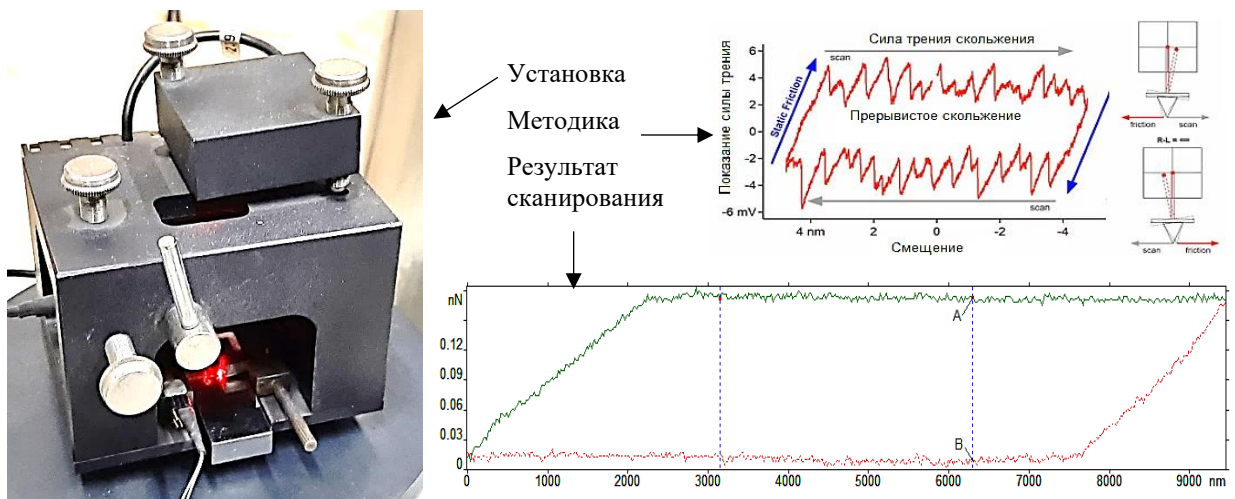 229
Установка
Методика
Результат
сканирования
Сила трения скольжения
scan
Static Friction
Прерывистое скольжение
scan
Показание силы трения
6
4
2
0
-2
-4
-6 mV
4 nm 2 0 -2 -4
Смещение
friction scan
R-L =
scan friction
nN
0.12
0.09
0.06
0.03
0
A
B
0 1000 2000 3000 4000 5000 6000 7000 8000 9000 nm